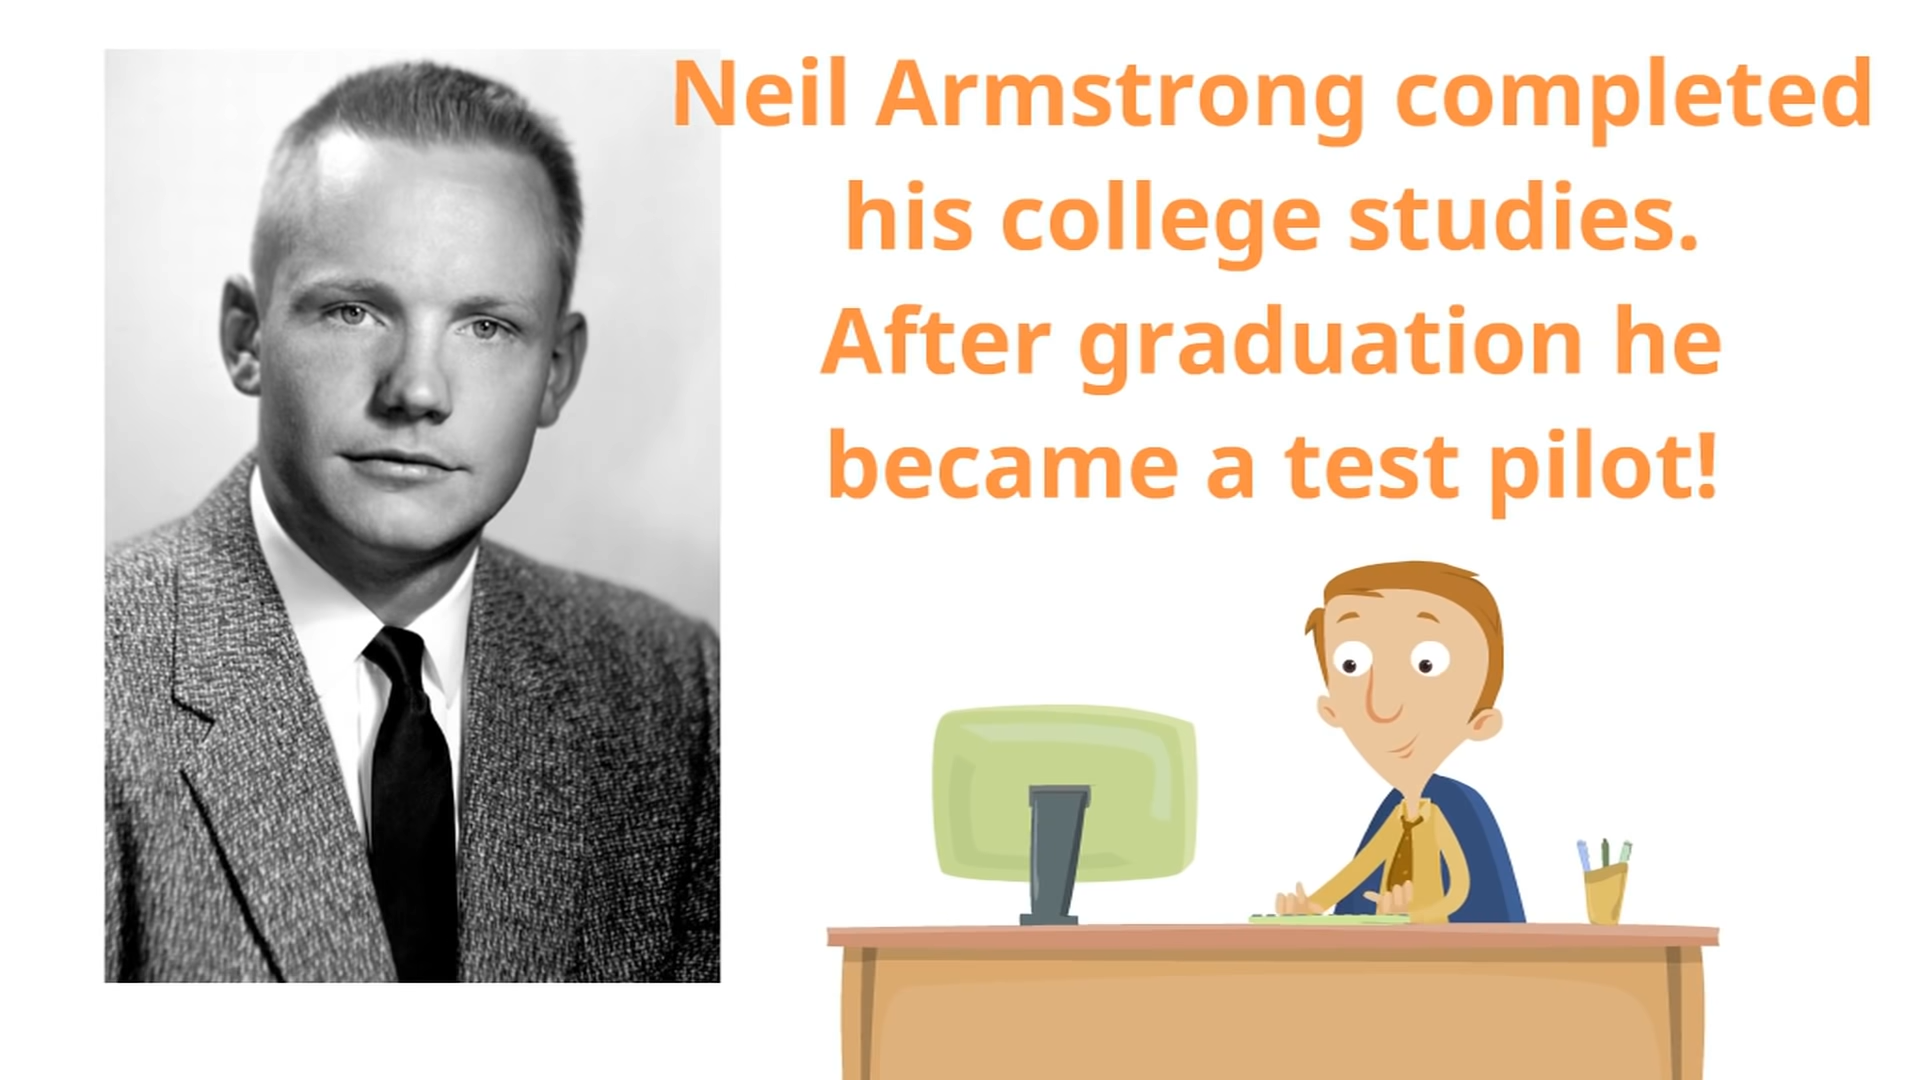 Neil Armstrong completed
his college studies.
After graduation he
became a test pilot!